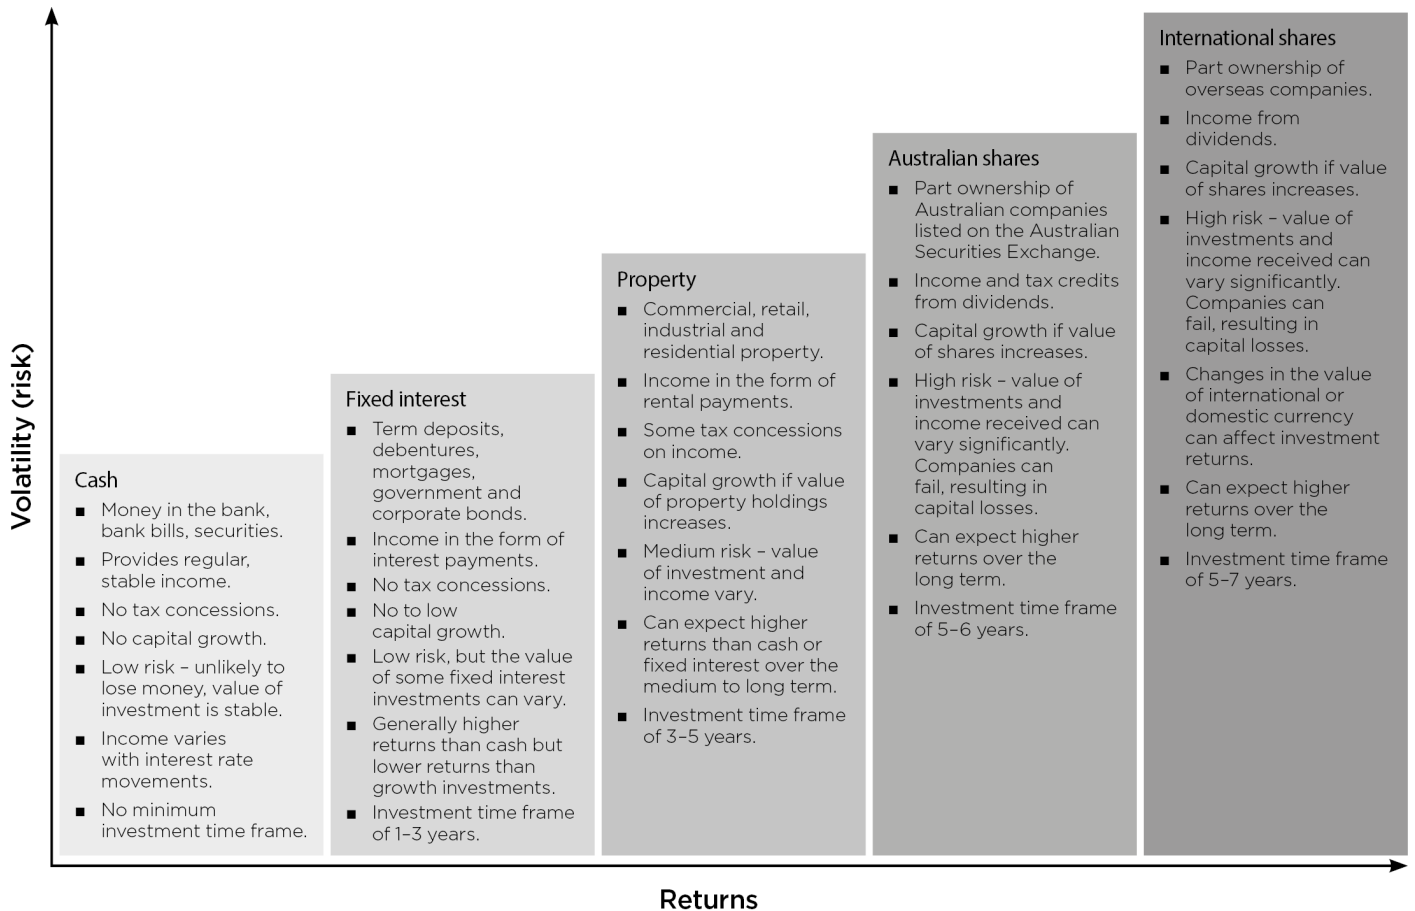 Volatility (risk)
Cash
■ Money in the bank,
bank bills, securities.
■ Provides regular,
stable income.
■ No tax concessions.
■ No capital growth.
■ Low risk – unlikely to
lose money, value of
investment is stable.
■ Income varies
with interest rate
movements.
■ No minimum
investment time frame.
Fixed interest
■ Term deposits,
debentures,
mortgages,
government and
corporate bonds.
■ Income in the form of
interest payments.
■ No tax concessions.
■ No to low
capital growth.
■ Low risk, but the value
of some fixed interest
investments can vary.
■ Generally higher
returns than cash but
lower returns than
growth investments.
■ Investment time frame
of 1–3 years.
Property
■ Commercial, retail,
industrial and
residential property.
■ Income in the form of
rental payments.
■ Some tax concessions
on income.
■ Capital growth if value
of property holdings
increases.
■ Medium risk – value
of investment and
income vary.
■ Can expect higher
returns than cash or
fixed interest over the
medium to long term.
■ Investment time frame
of 3–5 years.
Australian shares
■ Part ownership of
Australian companies
listed on the Australian
Securities Exchange.
■ Income and tax credits
from dividends.
■ Capital growth if value
of shares increases.
■ High risk – value of
investments and
income received can
vary significantly.
Companies can
fail, resulting in
capital losses.
■ Can expect higher
returns over the
long term.
■ Investment time frame
of 5–6 years.
International shares
■ Part ownership of
overseas companies.
■ Income from
dividends.
■ Capital growth if value
of shares increases.
■ High risk – value of
investments and
income received can
vary significantly.
Companies can
fail, resulting in
capital losses.
■ Changes in the value
of international or
domestic currency
can affect investment
returns.
■ Can expect higher
returns over the
long term.
■ Investment time frame
of 5–7 years.
Returns